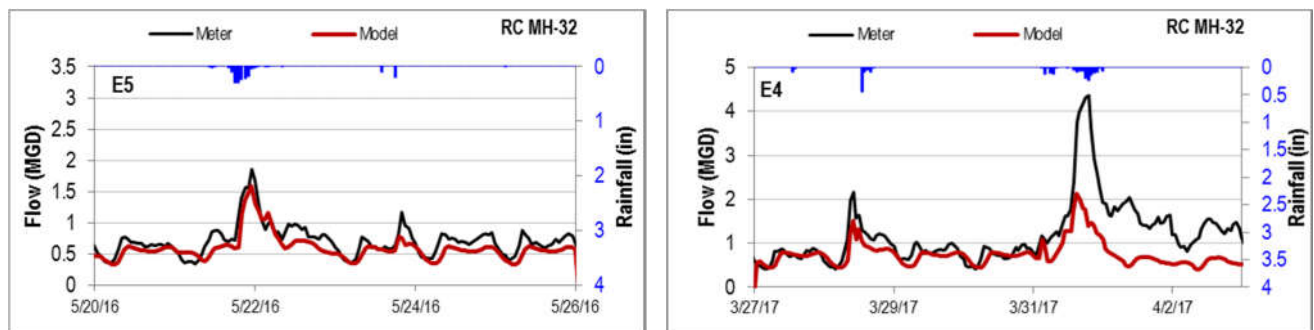 RC MH-32
Meter Model
E5
Flow (MGD)
3.5
3
2.5
2
1.5
1
0.5
0
0
1
2
3
4
Rainfall (in)
5/20/16 5/22/16 5/24/16 5/26/16
RC MH-32
Meter Model
E4
Flow (MGD)
5
4
3
2
1
0
0
0.5
1
1.5
2
2.5
3
3.5
4
Rainfall (in)
3/27/17 3/29/17 3/31/17 4/2/17